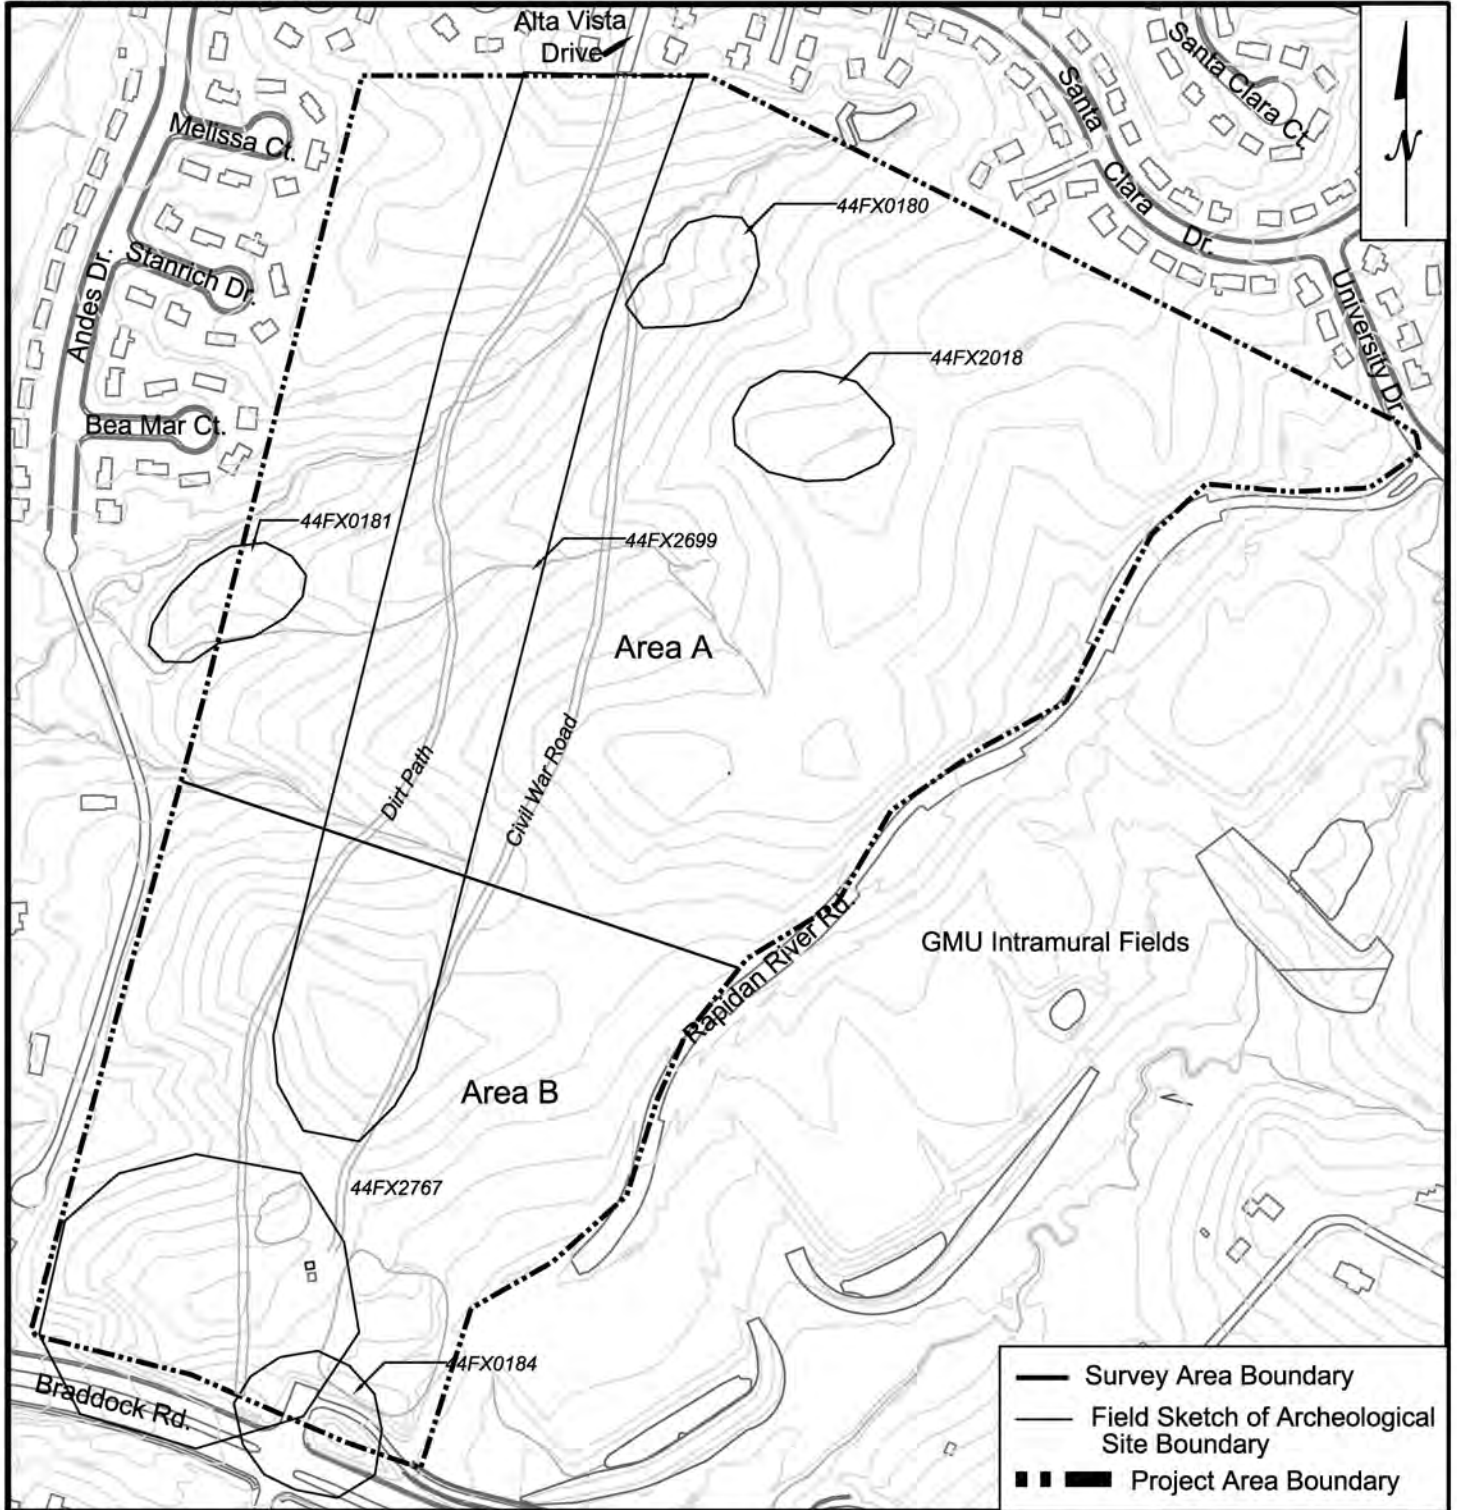 Alta Vista
Drive
Santa Clara Ct.
N
Santa
Clara
Dr.
Melissa Ct.
44FX0180
Stanrich Dr.
Andes Dr.
University Dr
44FX2018
Bea Mar Ct.
44FX0181
44FX2699
Area A
Dirt Path
Civil War Road
Rapidan River Rd.
GMU Intramural Fields
Area B
44FX2767
44FX0184
Braddock Rd.
Survey Area Boundary
Field Sketch of Archeological
Site Boundary
Project Area Boundary